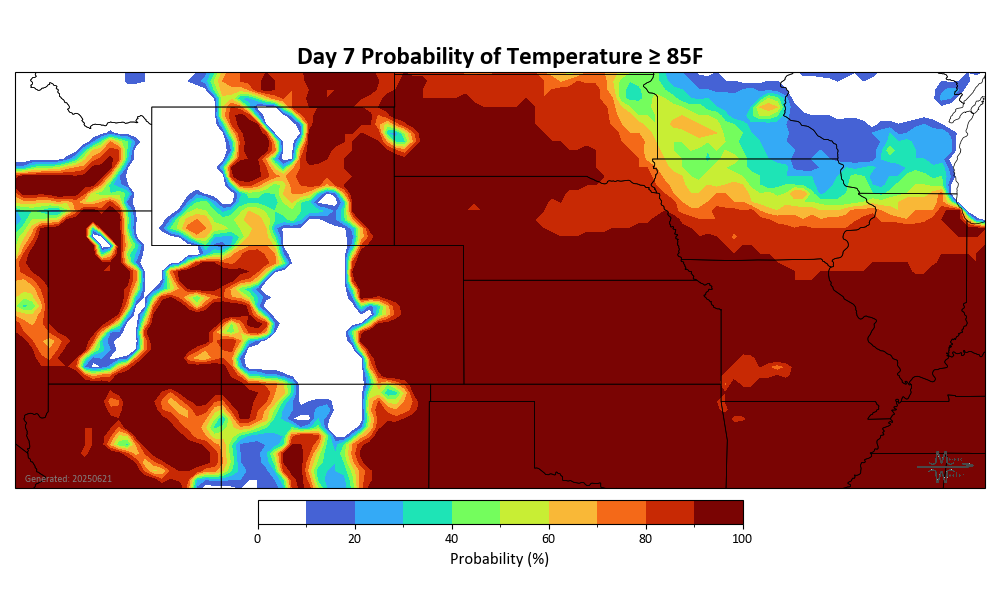 Day 7 Probability of Temperature ≥ 85F
Generated: 20250621
0 20 40 60 80 100
Probability (%)